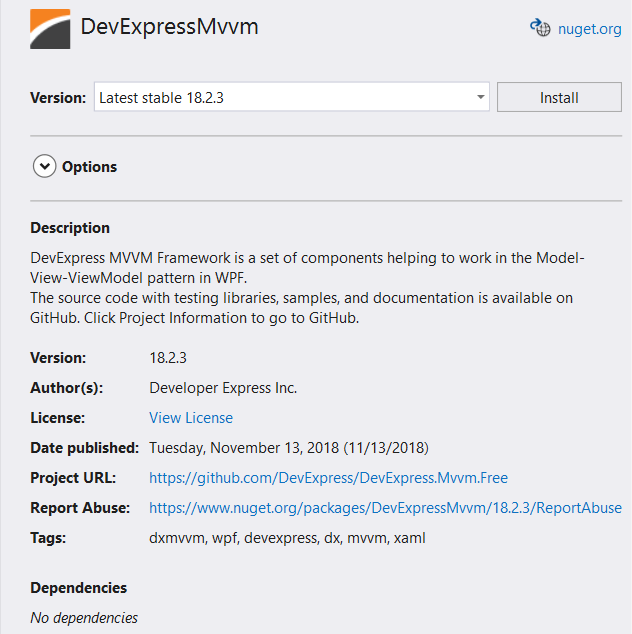 DevExpressMvvm
nuget.org
Version: Latest stable 18.2.3 Install
Options
Description
DevExpress MVVM Framework is a set of components helping to work in the Model-
View-ViewModel pattern in WPF.
The source code with testing libraries, samples, and documentation is available on
GitHub. Click Project Information to go to GitHub.
Version: 18.2.3
Author(s): Developer Express Inc.
License: View License
Date published: Tuesday, November 13, 2018 (11/13/2018)
Project URL: https://github.com/DevExpress/DevExpress.Mvvm.Free
Report Abuse: https://www.nuget.org/packages/DevExpressMvvm/18.2.3/ReportAbuse
Tags: dxmvvm, wpf, devexpress, dx, mvvm, xaml
Dependencies
No dependencies